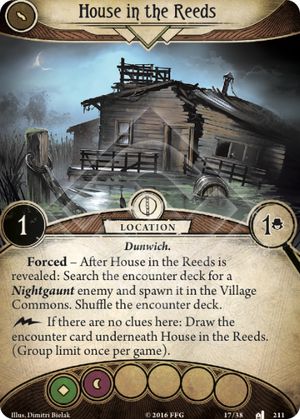 House in the Reeds
1
LOCATION
1
Dunwich.
Forced – After House in the Reeds is
revealed: Search the encounter deck for a
Nightgaunt enemy and spawn it in the Village
Commons. Shuffle the encounter deck.
If there are no clues here: Draw the
encounter card underneath House in the Reeds.
(Group limit once per game).
Illus. Dimitri Bielak © 2016 FFG 17/38 211